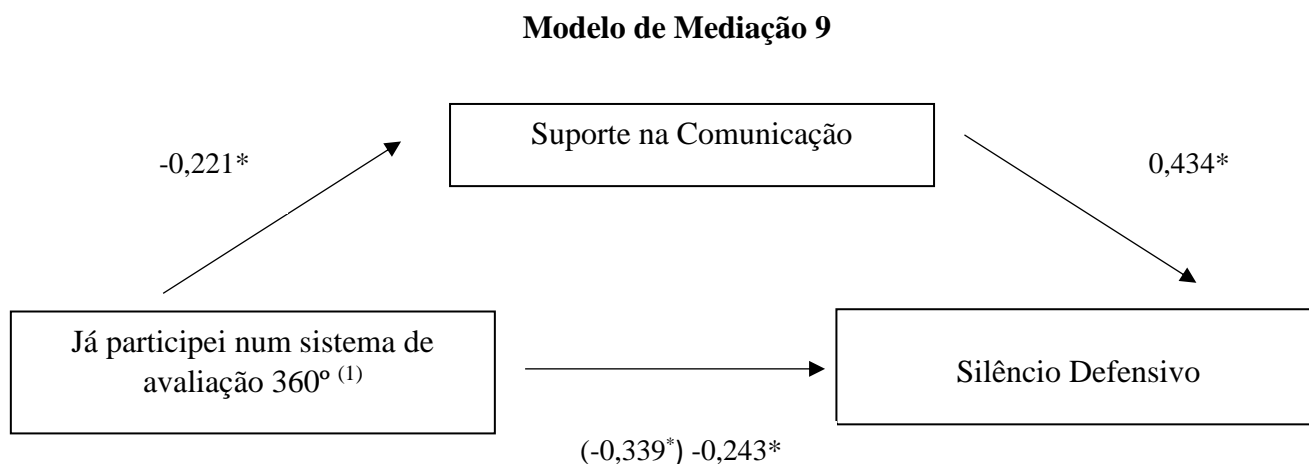 Modelo de Mediação 9
Suporte na Comunicação
-0,221*
0,434*
Já participei num sistema de
avaliação 360º (1)
Silêncio Defensivo
(-0,339*) -0,243*